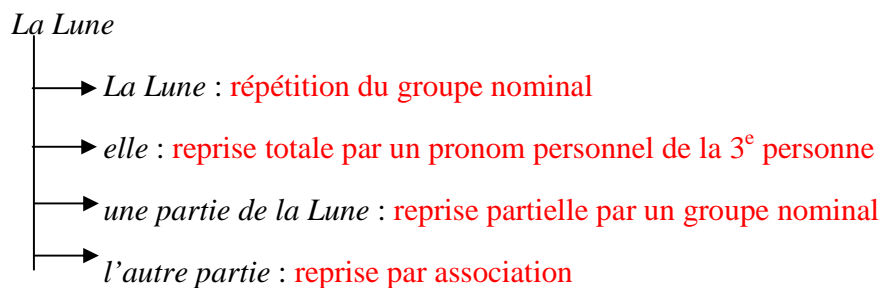 La Lune
La Lune : répétition du groupe nominal
elle : reprise totale par un pronom personnel de la 3e personne
une partie de la Lune : reprise partielle par un groupe nominal
l’autre partie : reprise par association